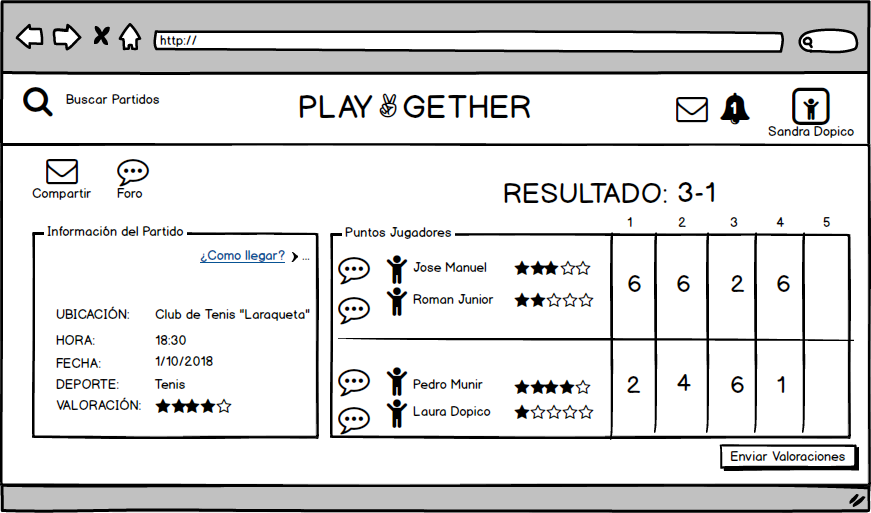 http://
Buscar Partidos
PLAY GETHER
1
Sandra Dopico
Compartir
Foro
RESULTADO: 3-1
1 2 3 4 5
Información del Partido
¿Como llegar? > ...
UBICACIÓN: Club de Tenis "Laraqueta"
HORA: 18:30
FECHA: 1/10/2018
DEPORTE: Tenis
VALORACIÓN:
Puntos Jugadores
Jose Manuel
Roman Junior
6 6 2 6
Pedro Munir
Laura Dopico
2 4 6 1
Enviar Valoraciones